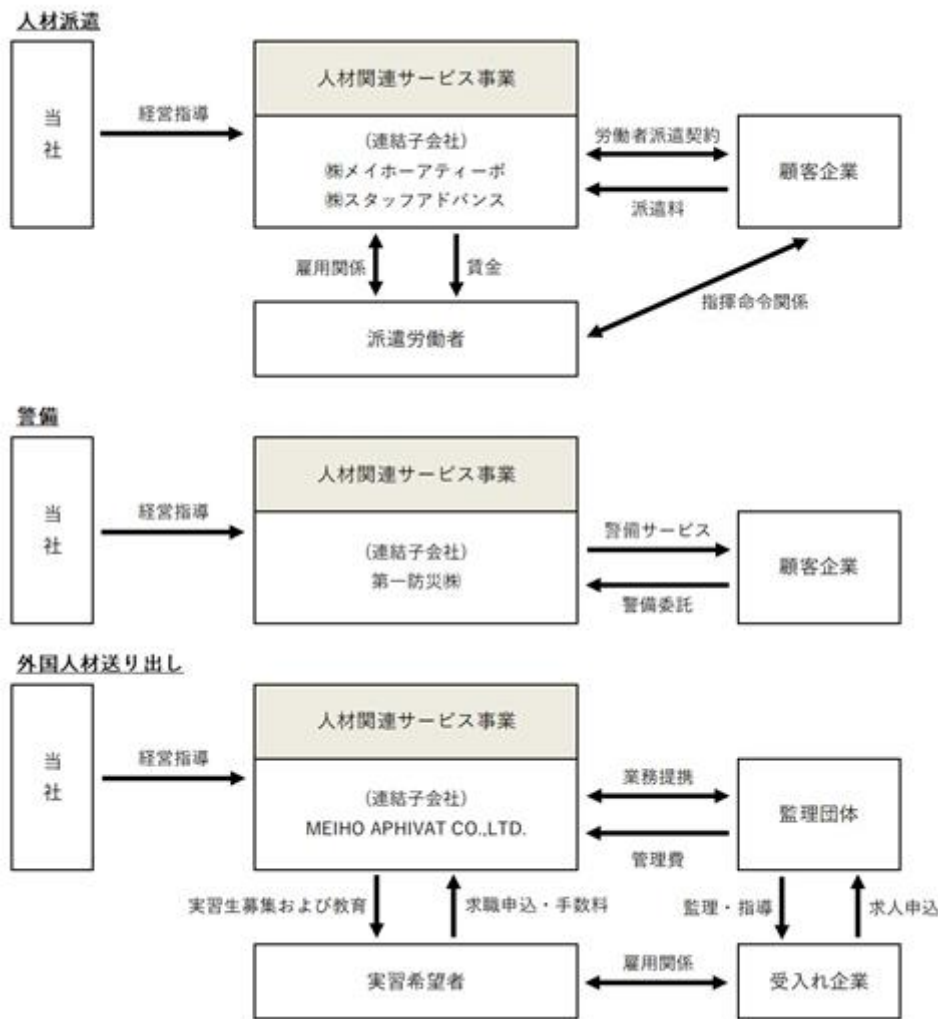 人材派遣
当
社
経営指導
人材関連サービス事業
(連結子会社)
㈱メイホーアティーボ
㈱スタッフアドバンス
労働者派遣契約
派遣料
顧客企業
雇用関係
賃金
指揮命令関係
派遣労働者
警備
当
社
経営指導
人材関連サービス事業
(連結子会社)
第一防災㈱
警備サービス
警備委託
顧客企業
外国人材送り出し
当
社
経営指導
人材関連サービス事業
(連結子会社)
MEIHO APHIVAT CO.,LTD.
業務提携
管理費
監理団体
実習生募集および教育
求職申込・手数料
監理・指導
求人申込
実習希望者
雇用関係
受入れ企業